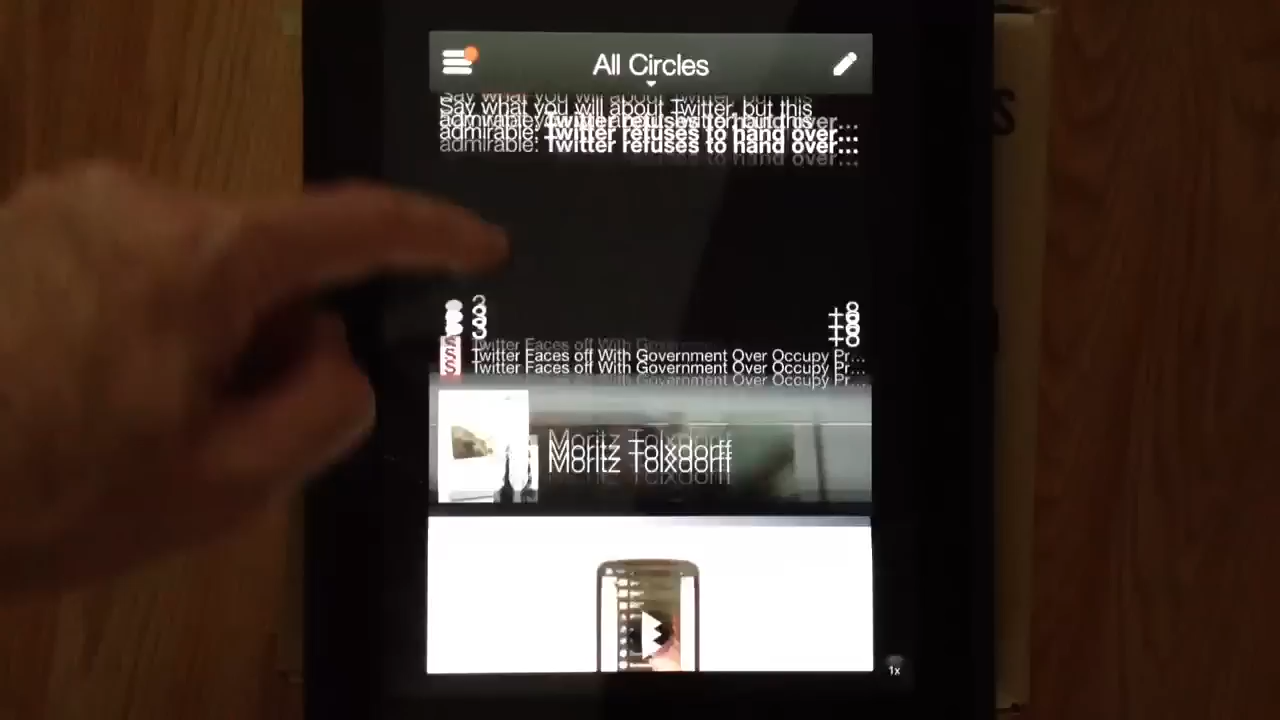 All Circles
Say what you will about Twitter, but this
admirable: Twitter refuses to hand over...
3
+8
S
Twitter Faces off With Government Over Occupy Pr...
Moritz Tolxdorff
1x